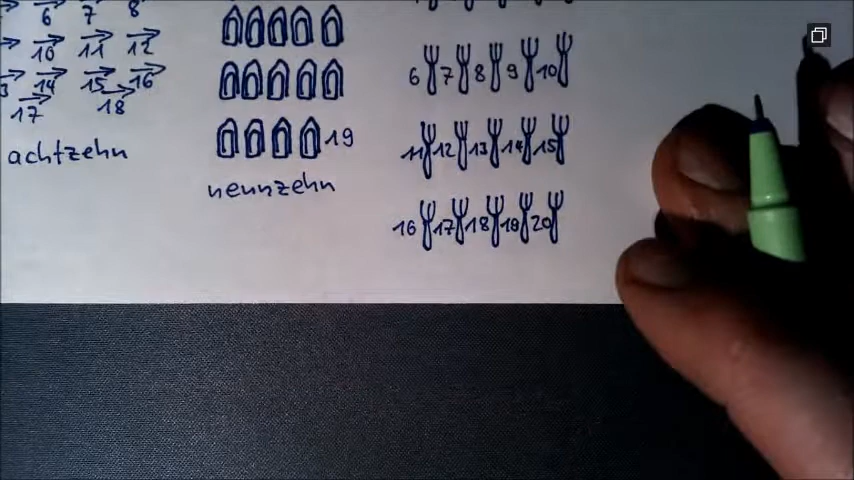 6 7 8
10 11 12
14 15 16
17 18
achtzehn
19
neunzehn
6 7 8 9 10
11 12 13 14 15
16 17 18 19 20